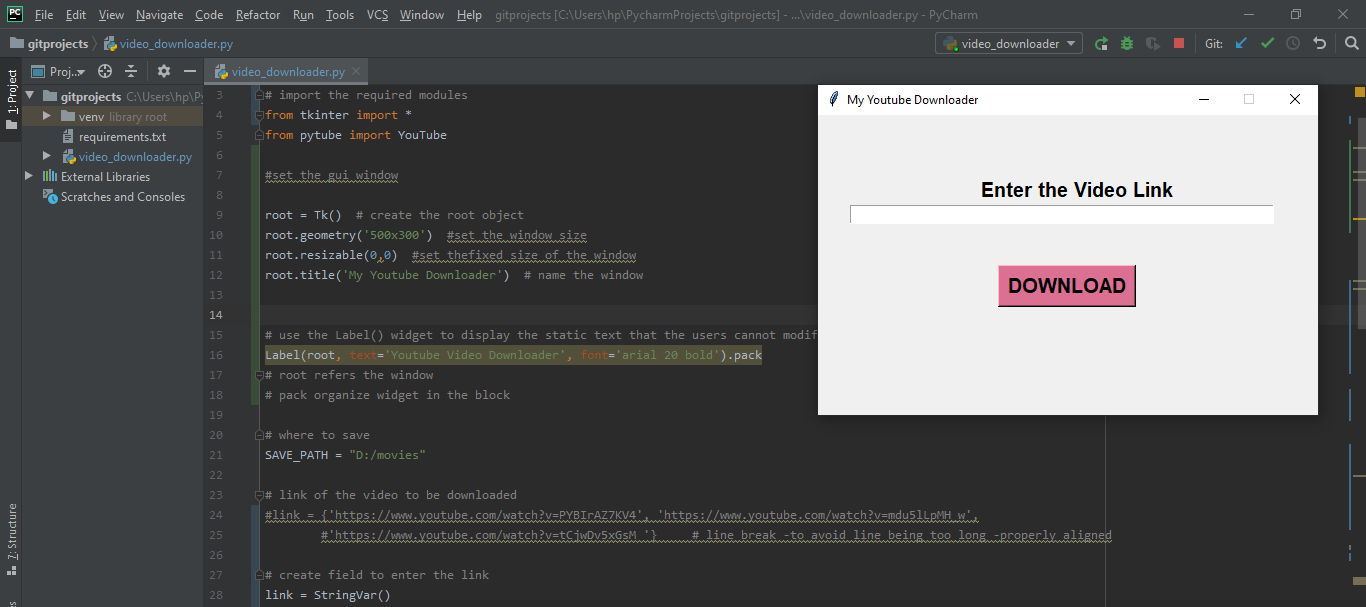 PC File Edit View Navigate Code Refactor Run Tools VCS Window Help gitprojects [C:\Users\hp\PycharmProjects\gitprojects] - ...\video_downloader.py - PyCharm
gitprojects video_downloader.py video_downloader Git:
1: Project
Proj... video_downloader.py
gitprojects C:\Users\hp\Py
venv library root
requirements.txt
video_downloader.py
External Libraries
Scratches and Consoles
7: Structure
3 # import the required modules
4 from tkinter import *
5 from pytube import YouTube
6
7 #set the gui window
8
9 root = Tk() # create the root object
10 root.geometry('500x300') #set the window size
11 root.resizable(0,0) #set thefixed size of the window
12 root.title('My Youtube Downloader') # name the window
13
14
15 # use the Label() widget to display the static text that the users cannot modif
16 Label(root, text='Youtube Video Downloader', font='arial 20 bold').pack
17 # root refers the window
18 # pack organize widget in the block
19
20 # where to save
21 SAVE_PATH = "D:/movies"
22
23 # link of the video to be downloaded
24 #link = {'https://www.youtube.com/watch?v=PYBIrAZ7KV4', 'https://www.youtube.com/watch?v=mdu5lLpMH_w',
25 #'https://www.youtube.com/watch?v=tCjwDv5xGsM_'} # line break -to avoid line being too long -properly aligned
26
27 # create field to enter the link
28 link = StringVar()
My Youtube Downloader
Enter the Video Link
DOWNLOAD